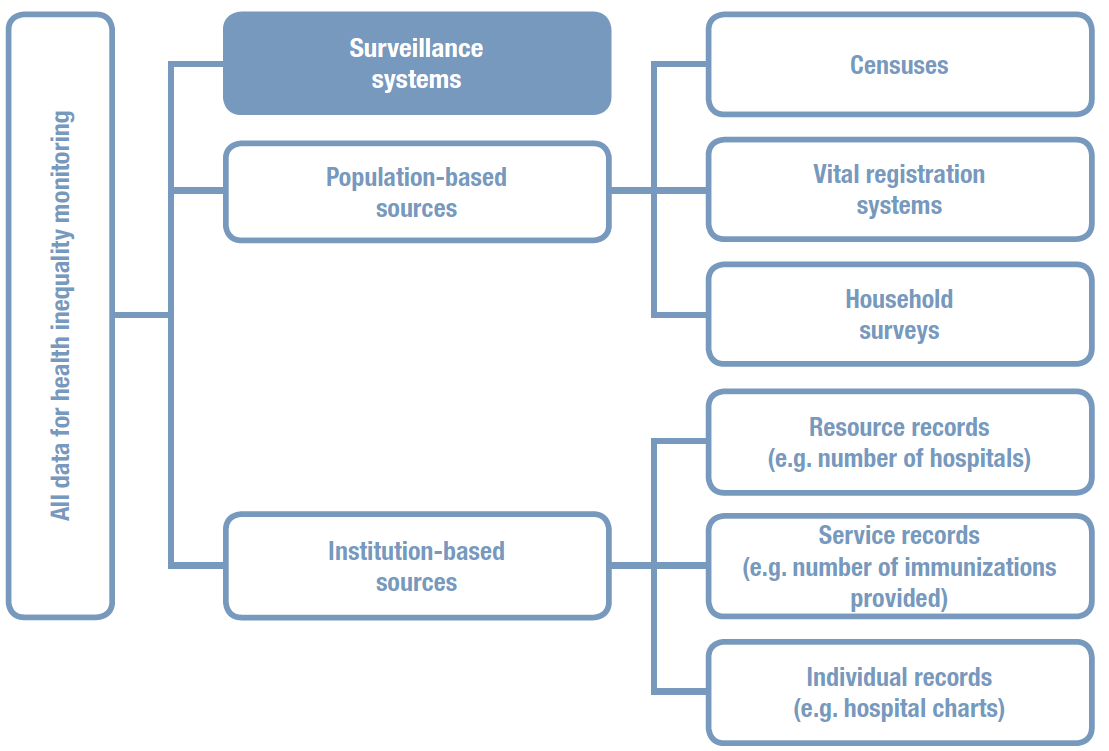 All data for health inequality monitoring
Surveillance
systems
Population-based
sources
Institution-based
sources
Censuses
Vital registration
systems
Household
surveys
Resource records
(e.g. number of hospitals)
Service records
(e.g. number of immunizations
provided)
Individual records
(e.g. hospital charts)